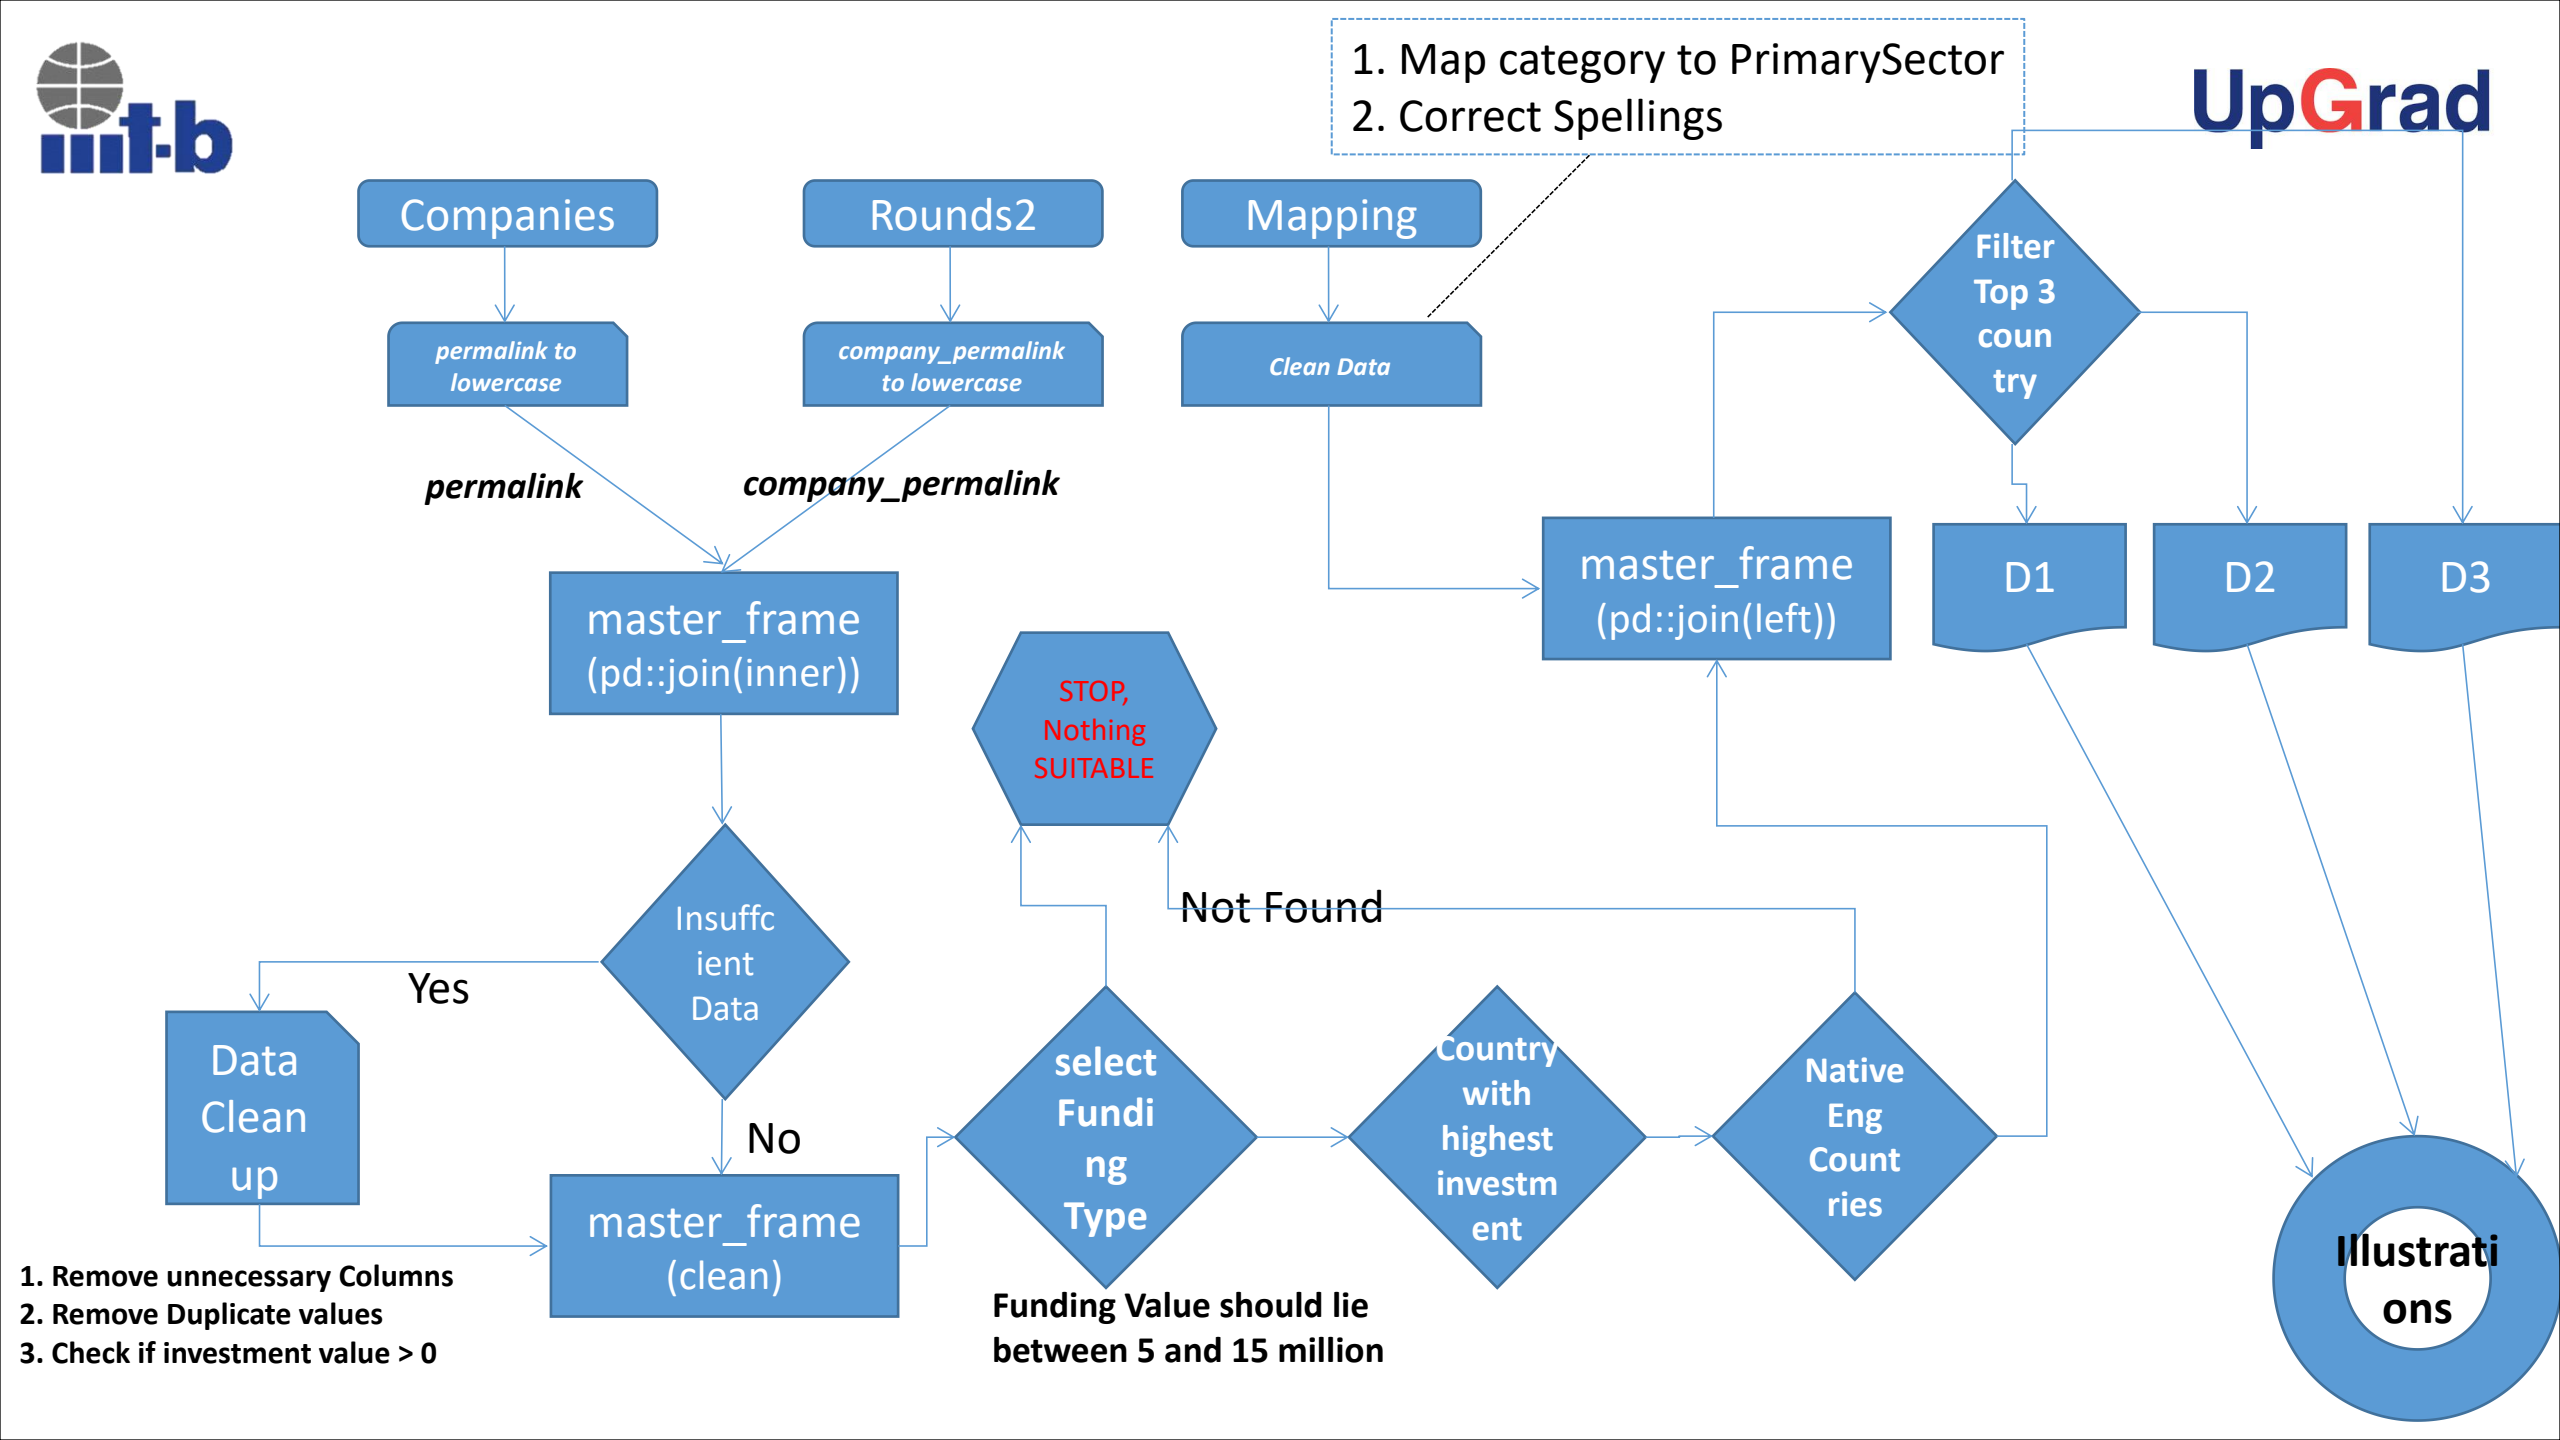 iiit-b
1. Map category to PrimarySector
2. Correct Spellings
UpGrad
Companies
Rounds2
Mapping
permalink to
lowercase
company_permalink
to lowercase
Clean Data
Filter
Top 3
coun
try
permalink
company_permalink
master_frame
(pd::join(inner))
master_frame
(pd::join(left))
D1
D2
D3
STOP,
Nothing
SUITABLE
Insuffc
ient
Data
Yes
No
Not Found
Data
Clean
up
master_frame
(clean)
select
Fundi
ng
Type
Country
with
highest
investm
ent
Native
Eng
Count
ries
1. Remove unnecessary Columns
2. Remove Duplicate values
3. Check if investment value > 0
Funding Value should lie
between 5 and 15 million
Illustrati
ons